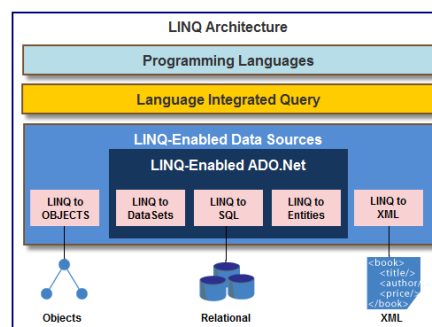 LINQ Architecture
Programming Languages
Language Integrated Query
LINQ-Enabled Data Sources
LINQ-Enabled ADO.Net
LINQ to
OBJECTS
LINQ to
DataSets
LINQ to
SQL
LINQ to
Entities
LINQ to
XML
<book>
<title/>
<author/
<price/>
</book>
Objects
Relational
XML